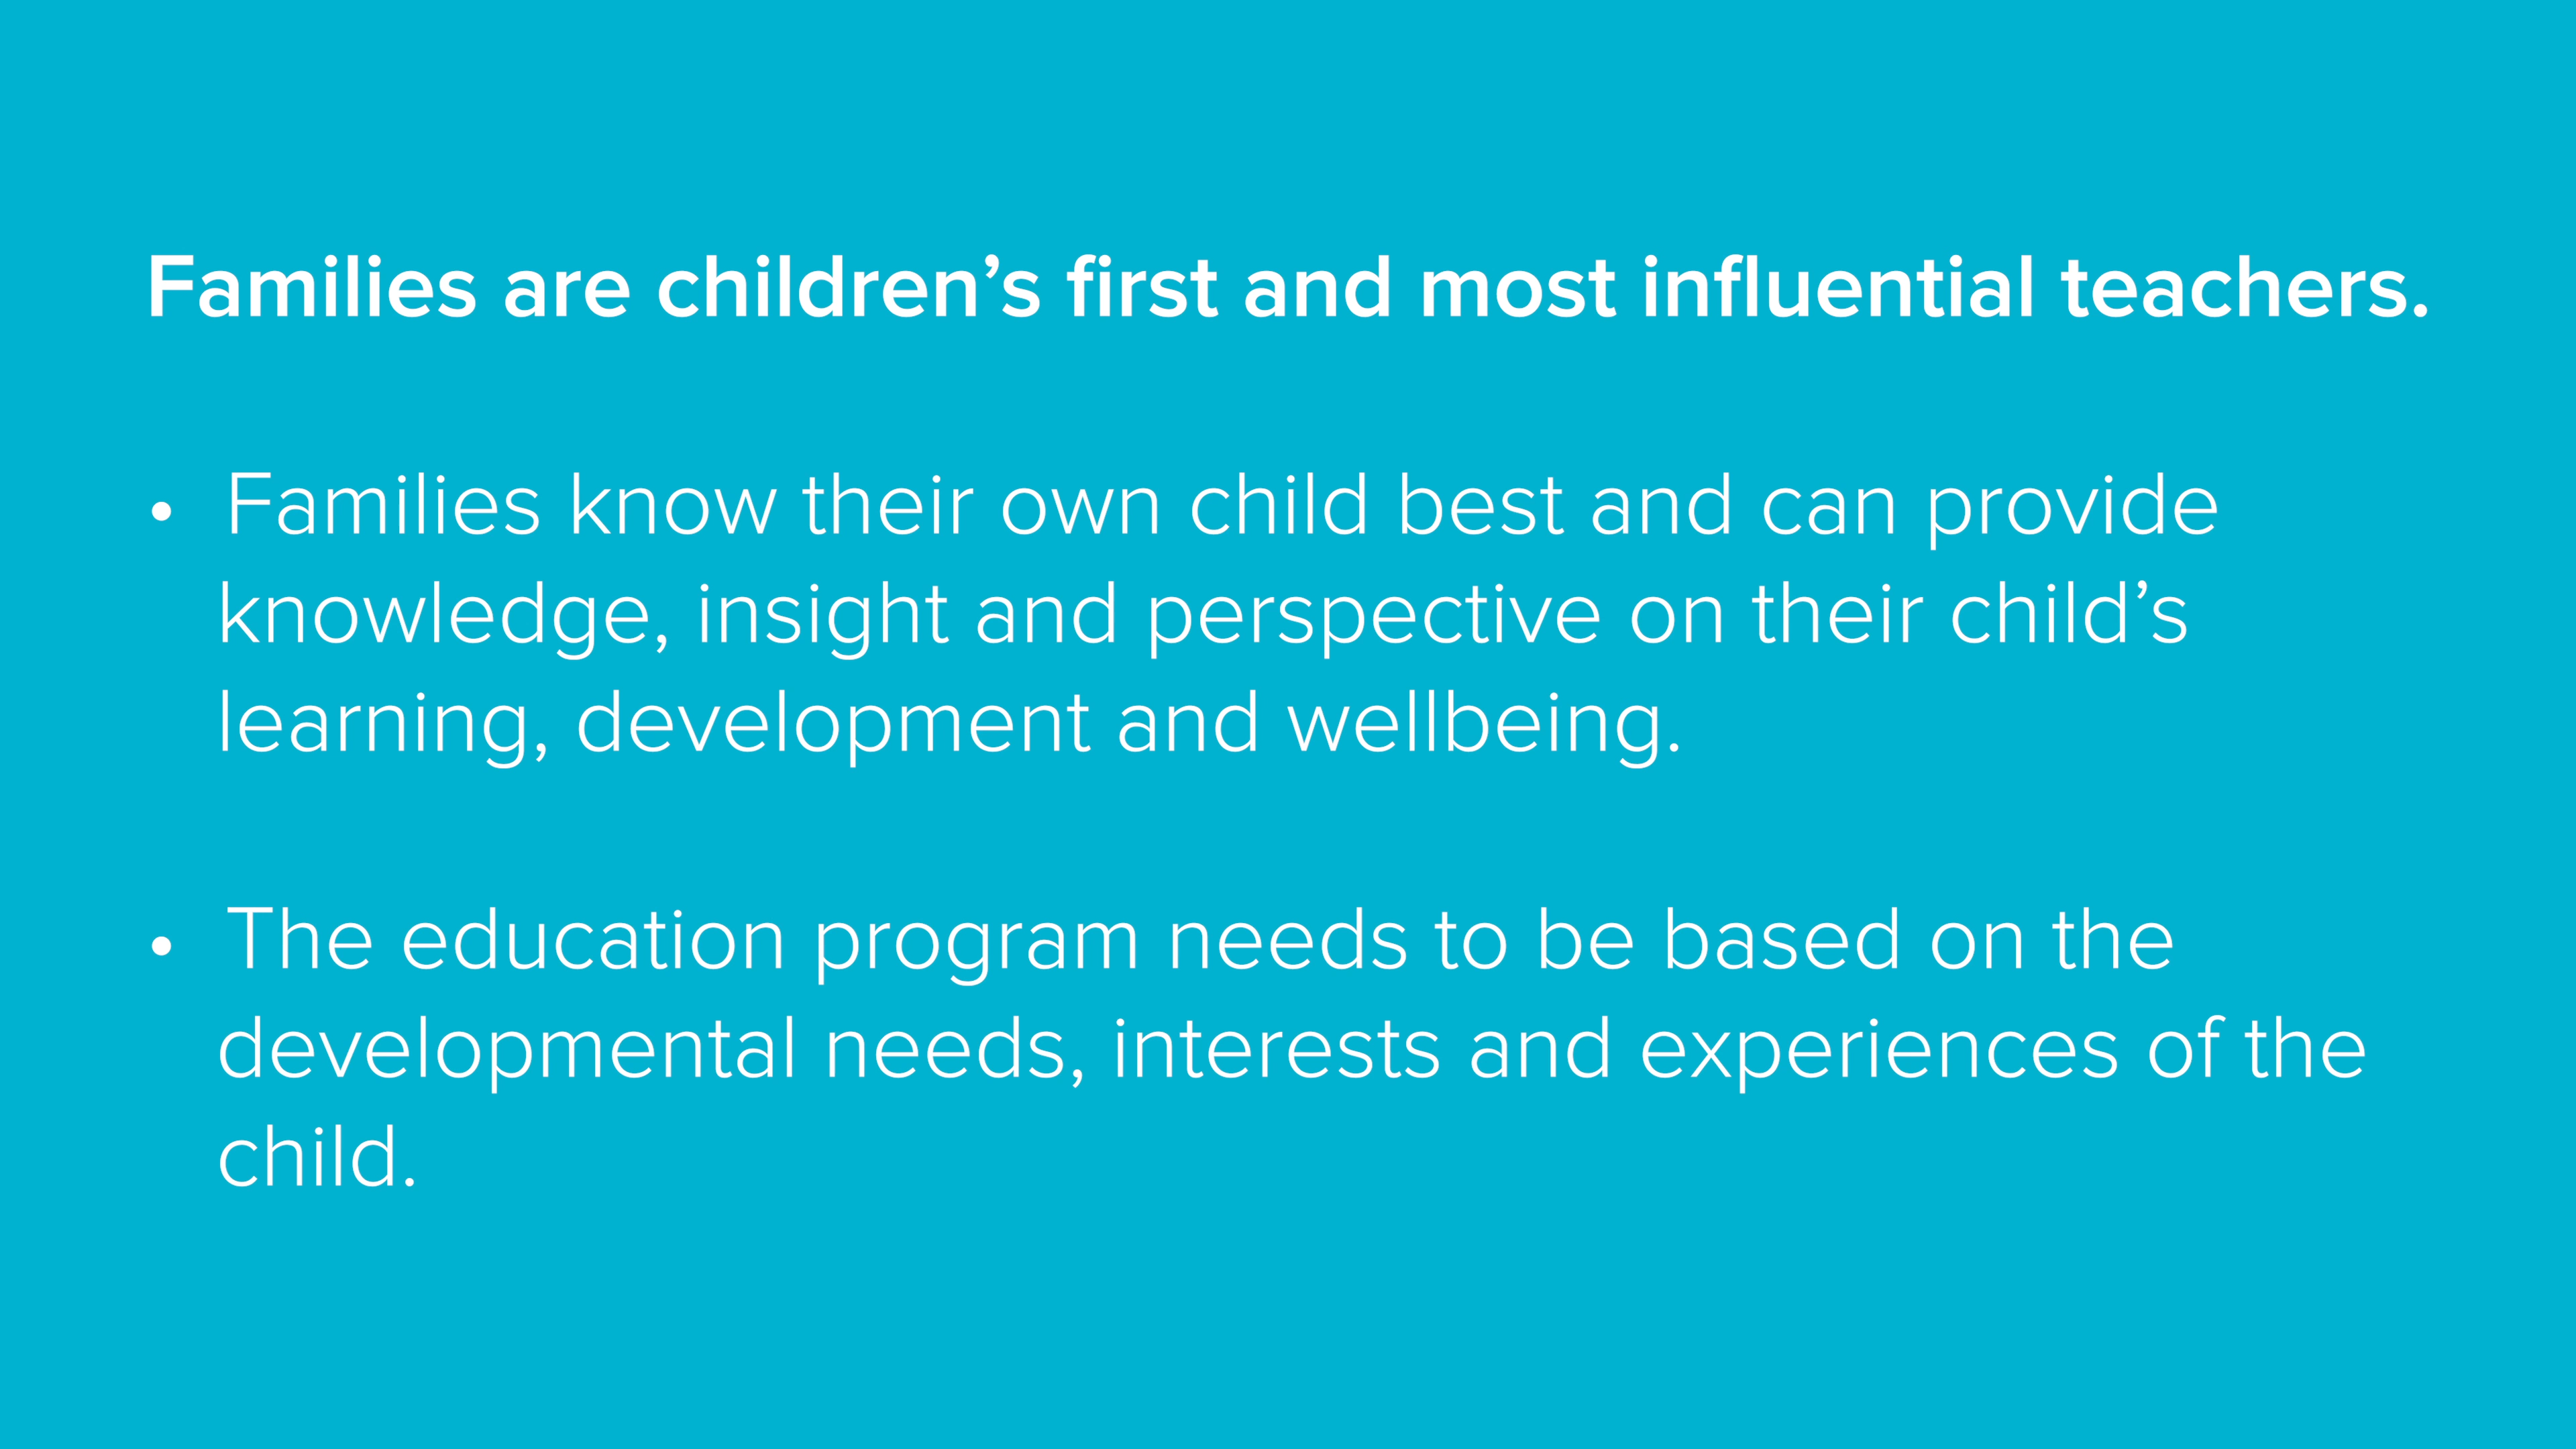 Families are children’s first and most influential teachers.
• Families know their own child best and can provide
knowledge, insight and perspective on their child’s
learning, development and wellbeing.
• The education program needs to be based on the
developmental needs, interests and experiences of the
child.